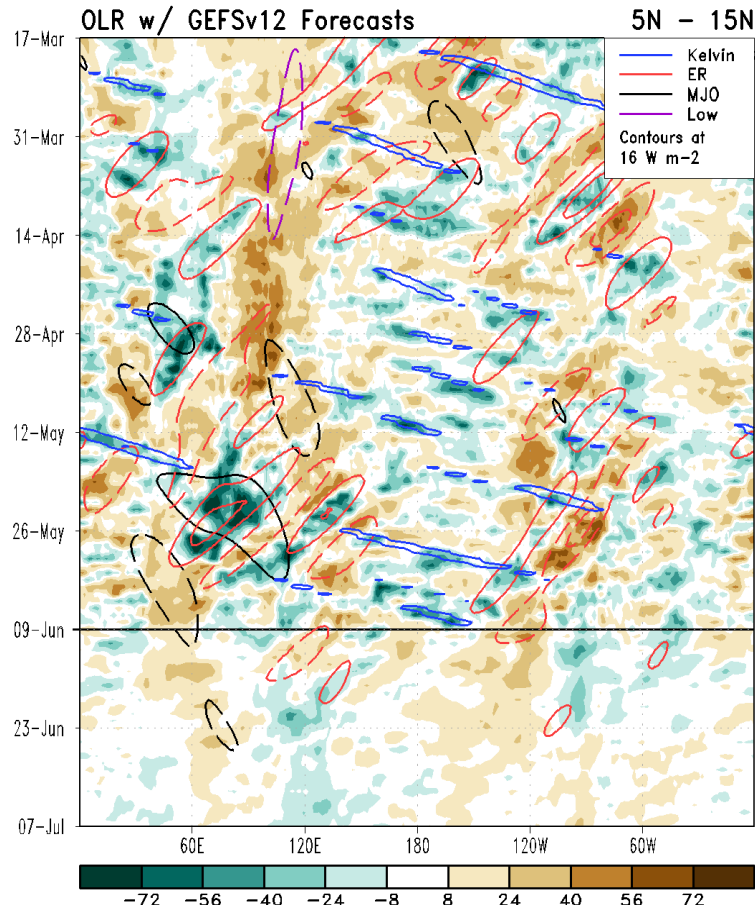 OLR w/ GEFSv12 Forecasts 5N - 15N
17-Mar
31-Mar
14-Apr
28-Apr
12-May
26-May
09-Jun
23-Jun
07-Jul
Kelvin
ER
MJO
Low
Contours at
16 W m-2
60E 120E 180 120W 60W
-72 -56 -40 -24 -8 8 24 40 56 72